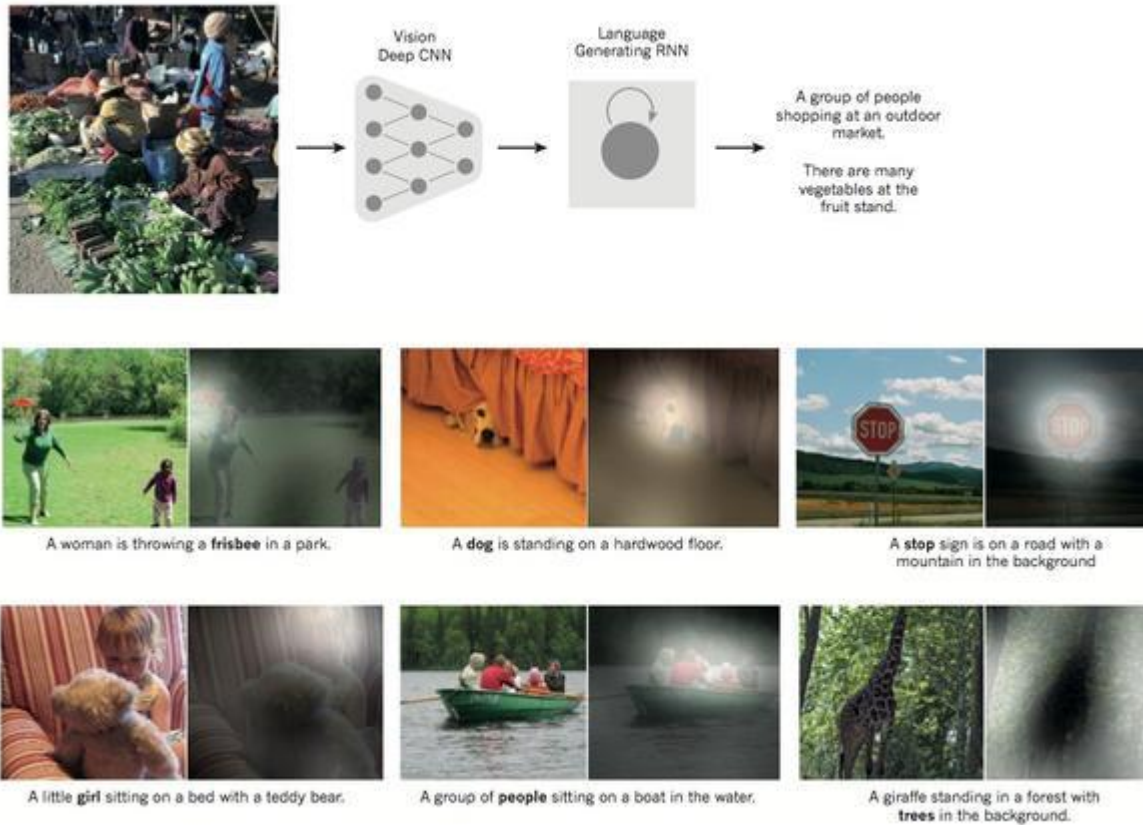 Vision
Deep CNN
Language
Generating RNN
A group of people
shopping at an outdoor
market.
There are many
vegetables at the
fruit stand.
STOP
STOP
A woman is throwing a frisbee in a park.
A dog is standing on a hardwood floor.
A stop sign is on a road with a
mountain in the background
A little girl sitting on a bed with a teddy bear.
A group of people sitting on a boat in the water.
A giraffe standing in a forest with
trees in the background.